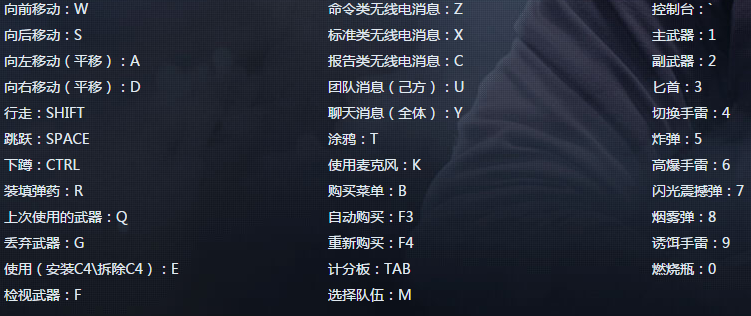 向前移动：W
向后移动：S
向左移动（平移）：A
向右移动（平移）：D
行走：SHIFT
跳跃：SPACE
下蹲：CTRL
装填弹药：R
上次使用的武器：Q
丢弃武器：G
使用（安装C4\拆除C4）：E
检视武器：F
命令类无线电消息：Z
标准类无线电消息：X
报告类无线电消息：C
团队消息（己方）：U
聊天消息（全体）：Y
涂鸦：T
使用麦克风：K
购买菜单：B
自动购买：F3
重新购买：F4
计分板：TAB
选择队伍：M
控制台：`
主武器：1
副武器：2
匕首：3
切换手雷：4
炸弹：5
高爆手雷：6
闪光震撼弹：7
烟雾弹：8
诱饵手雷：9
燃烧瓶：0